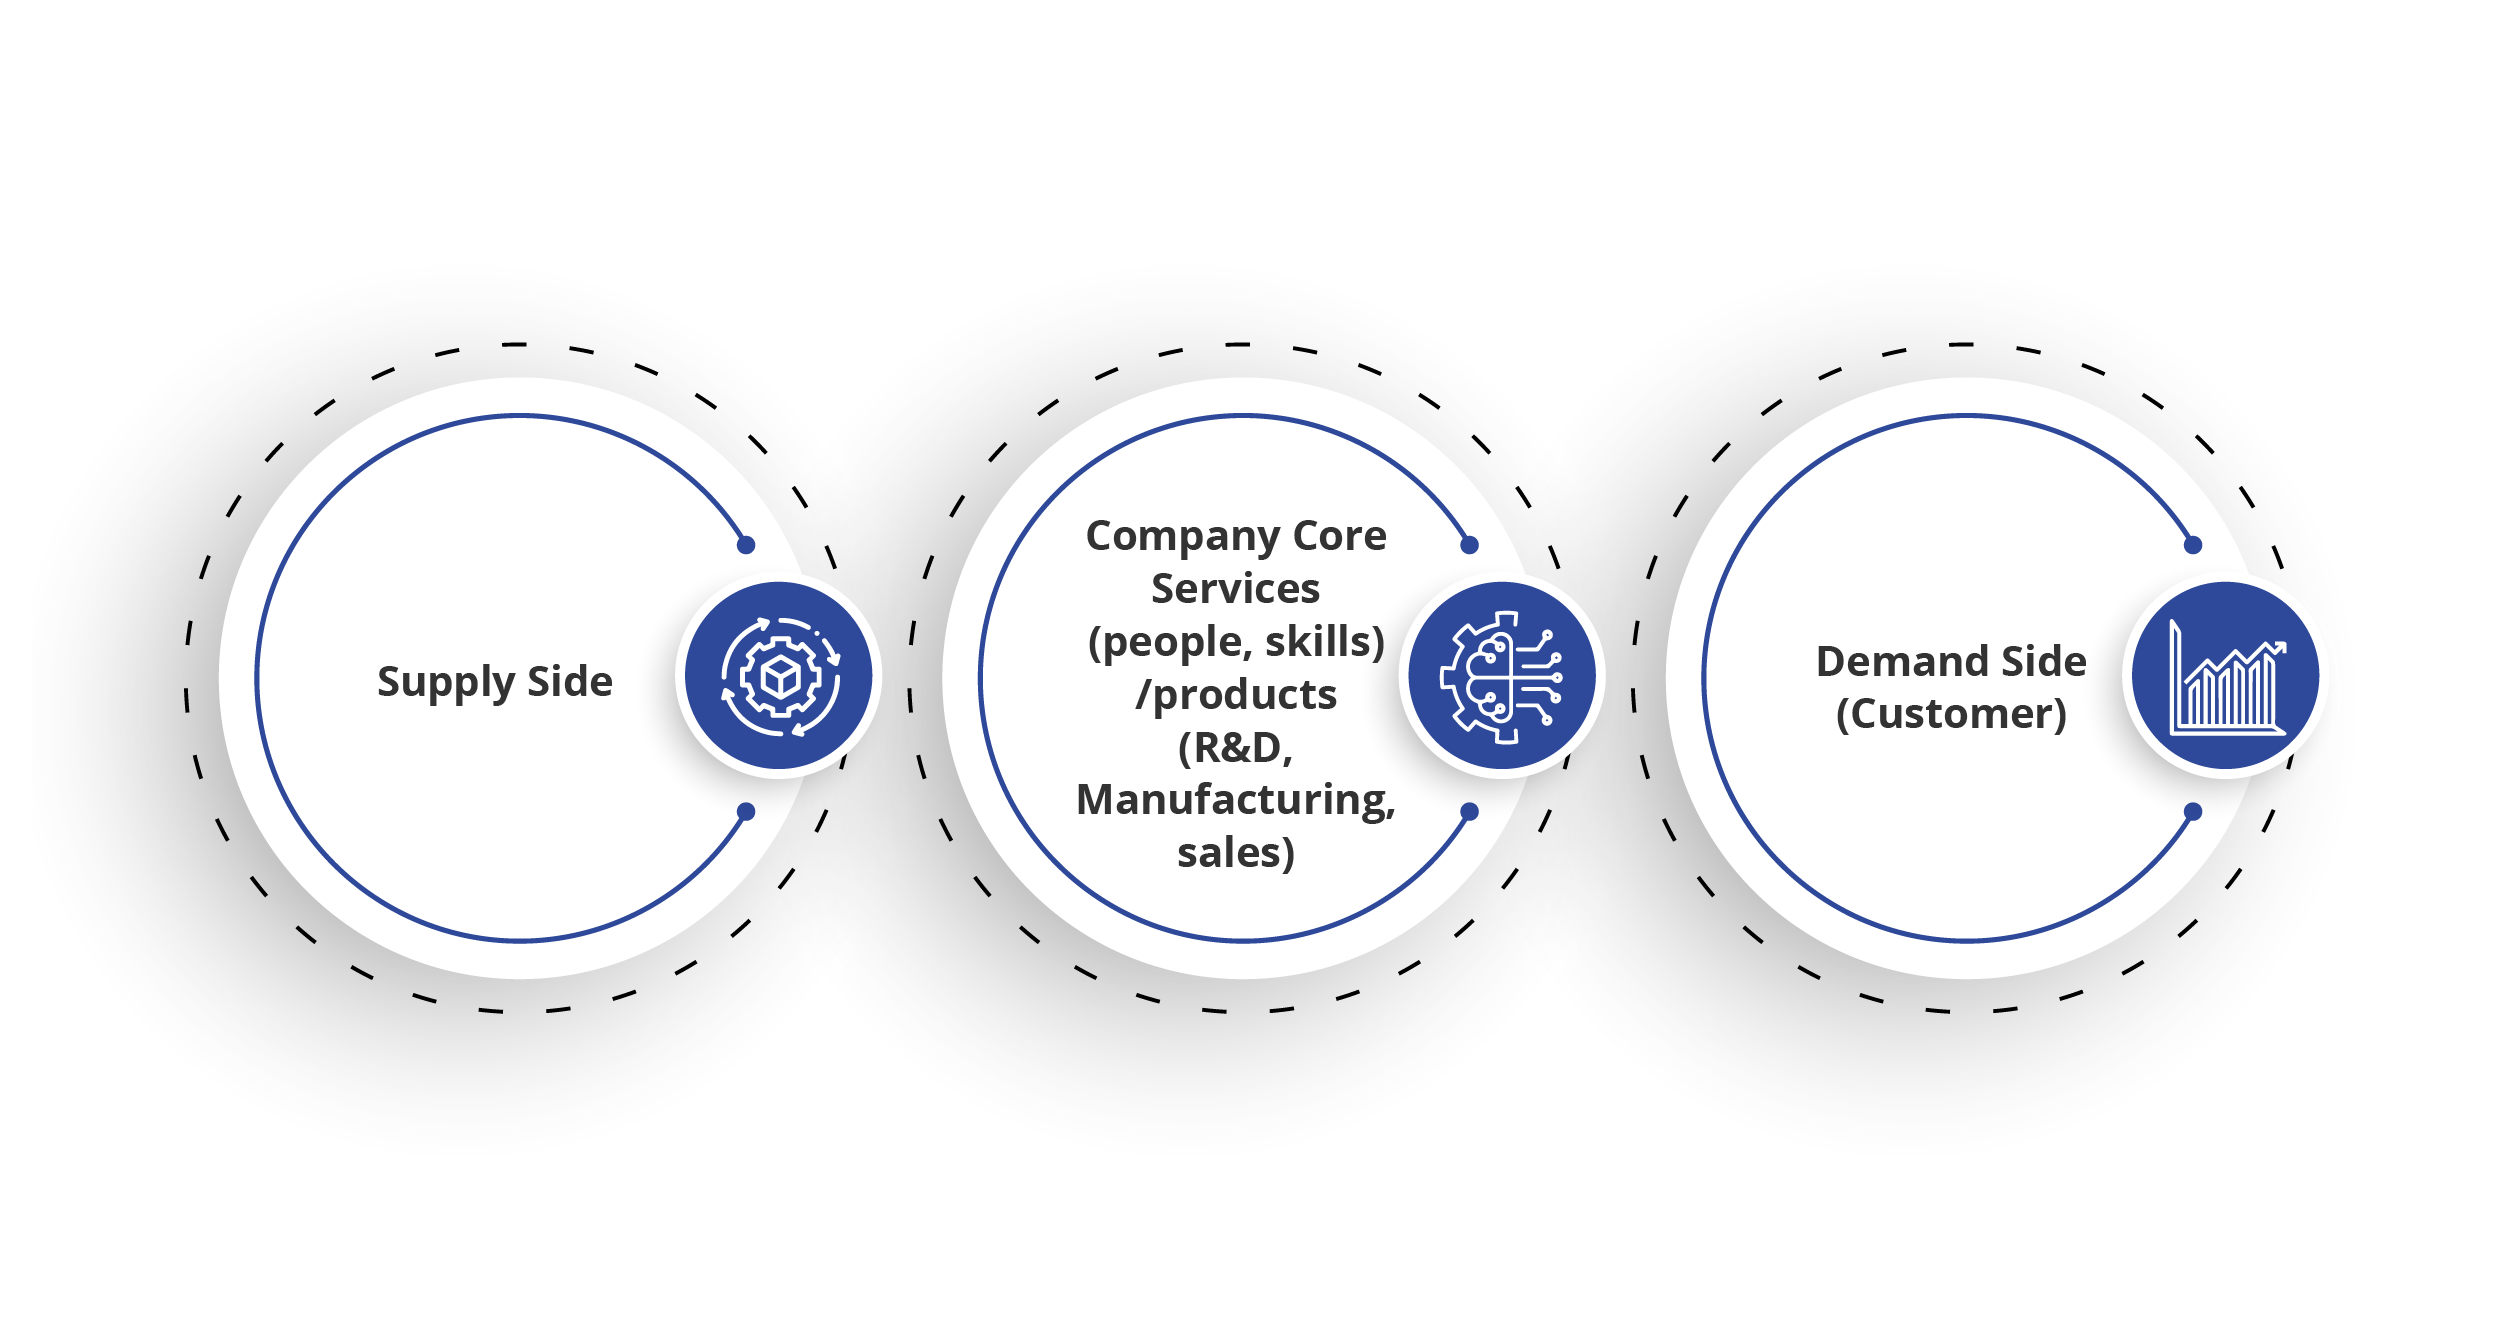 Supply Side
Company Core
Services
(people, skills)
/products
(R&D,
Manufacturing,
sales)
Demand Side
(Customer)